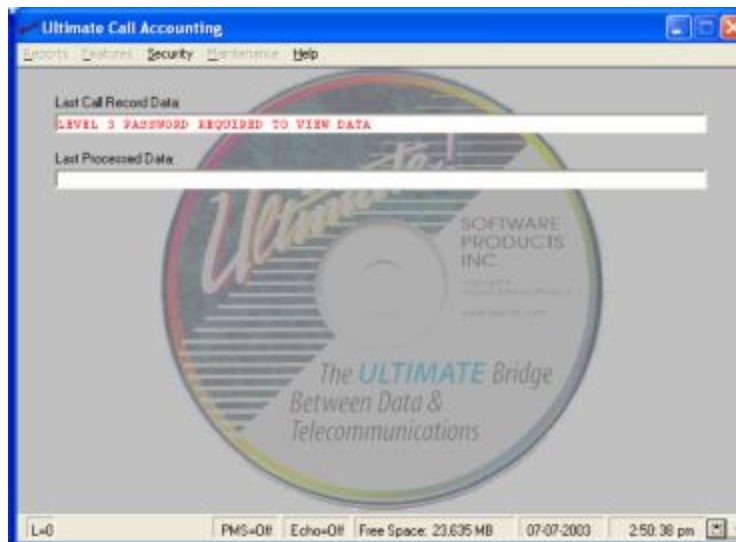 Ultimate Call Accounting
Reports Features Security Maintenance Help
Last Call Record Data:
LEVEL 3 PASSWORD REQUIRED TO VIEW DATA
Last Processed Data:
Ultimate!
SOFTWARE
PRODUCTS
INC.
The ULTIMATE Bridge
Between Data &
Telecommunications
L=0 PMS=Off Echo=Off Free Space: 23,635 MB 07-07-2003 2:50:38 pm